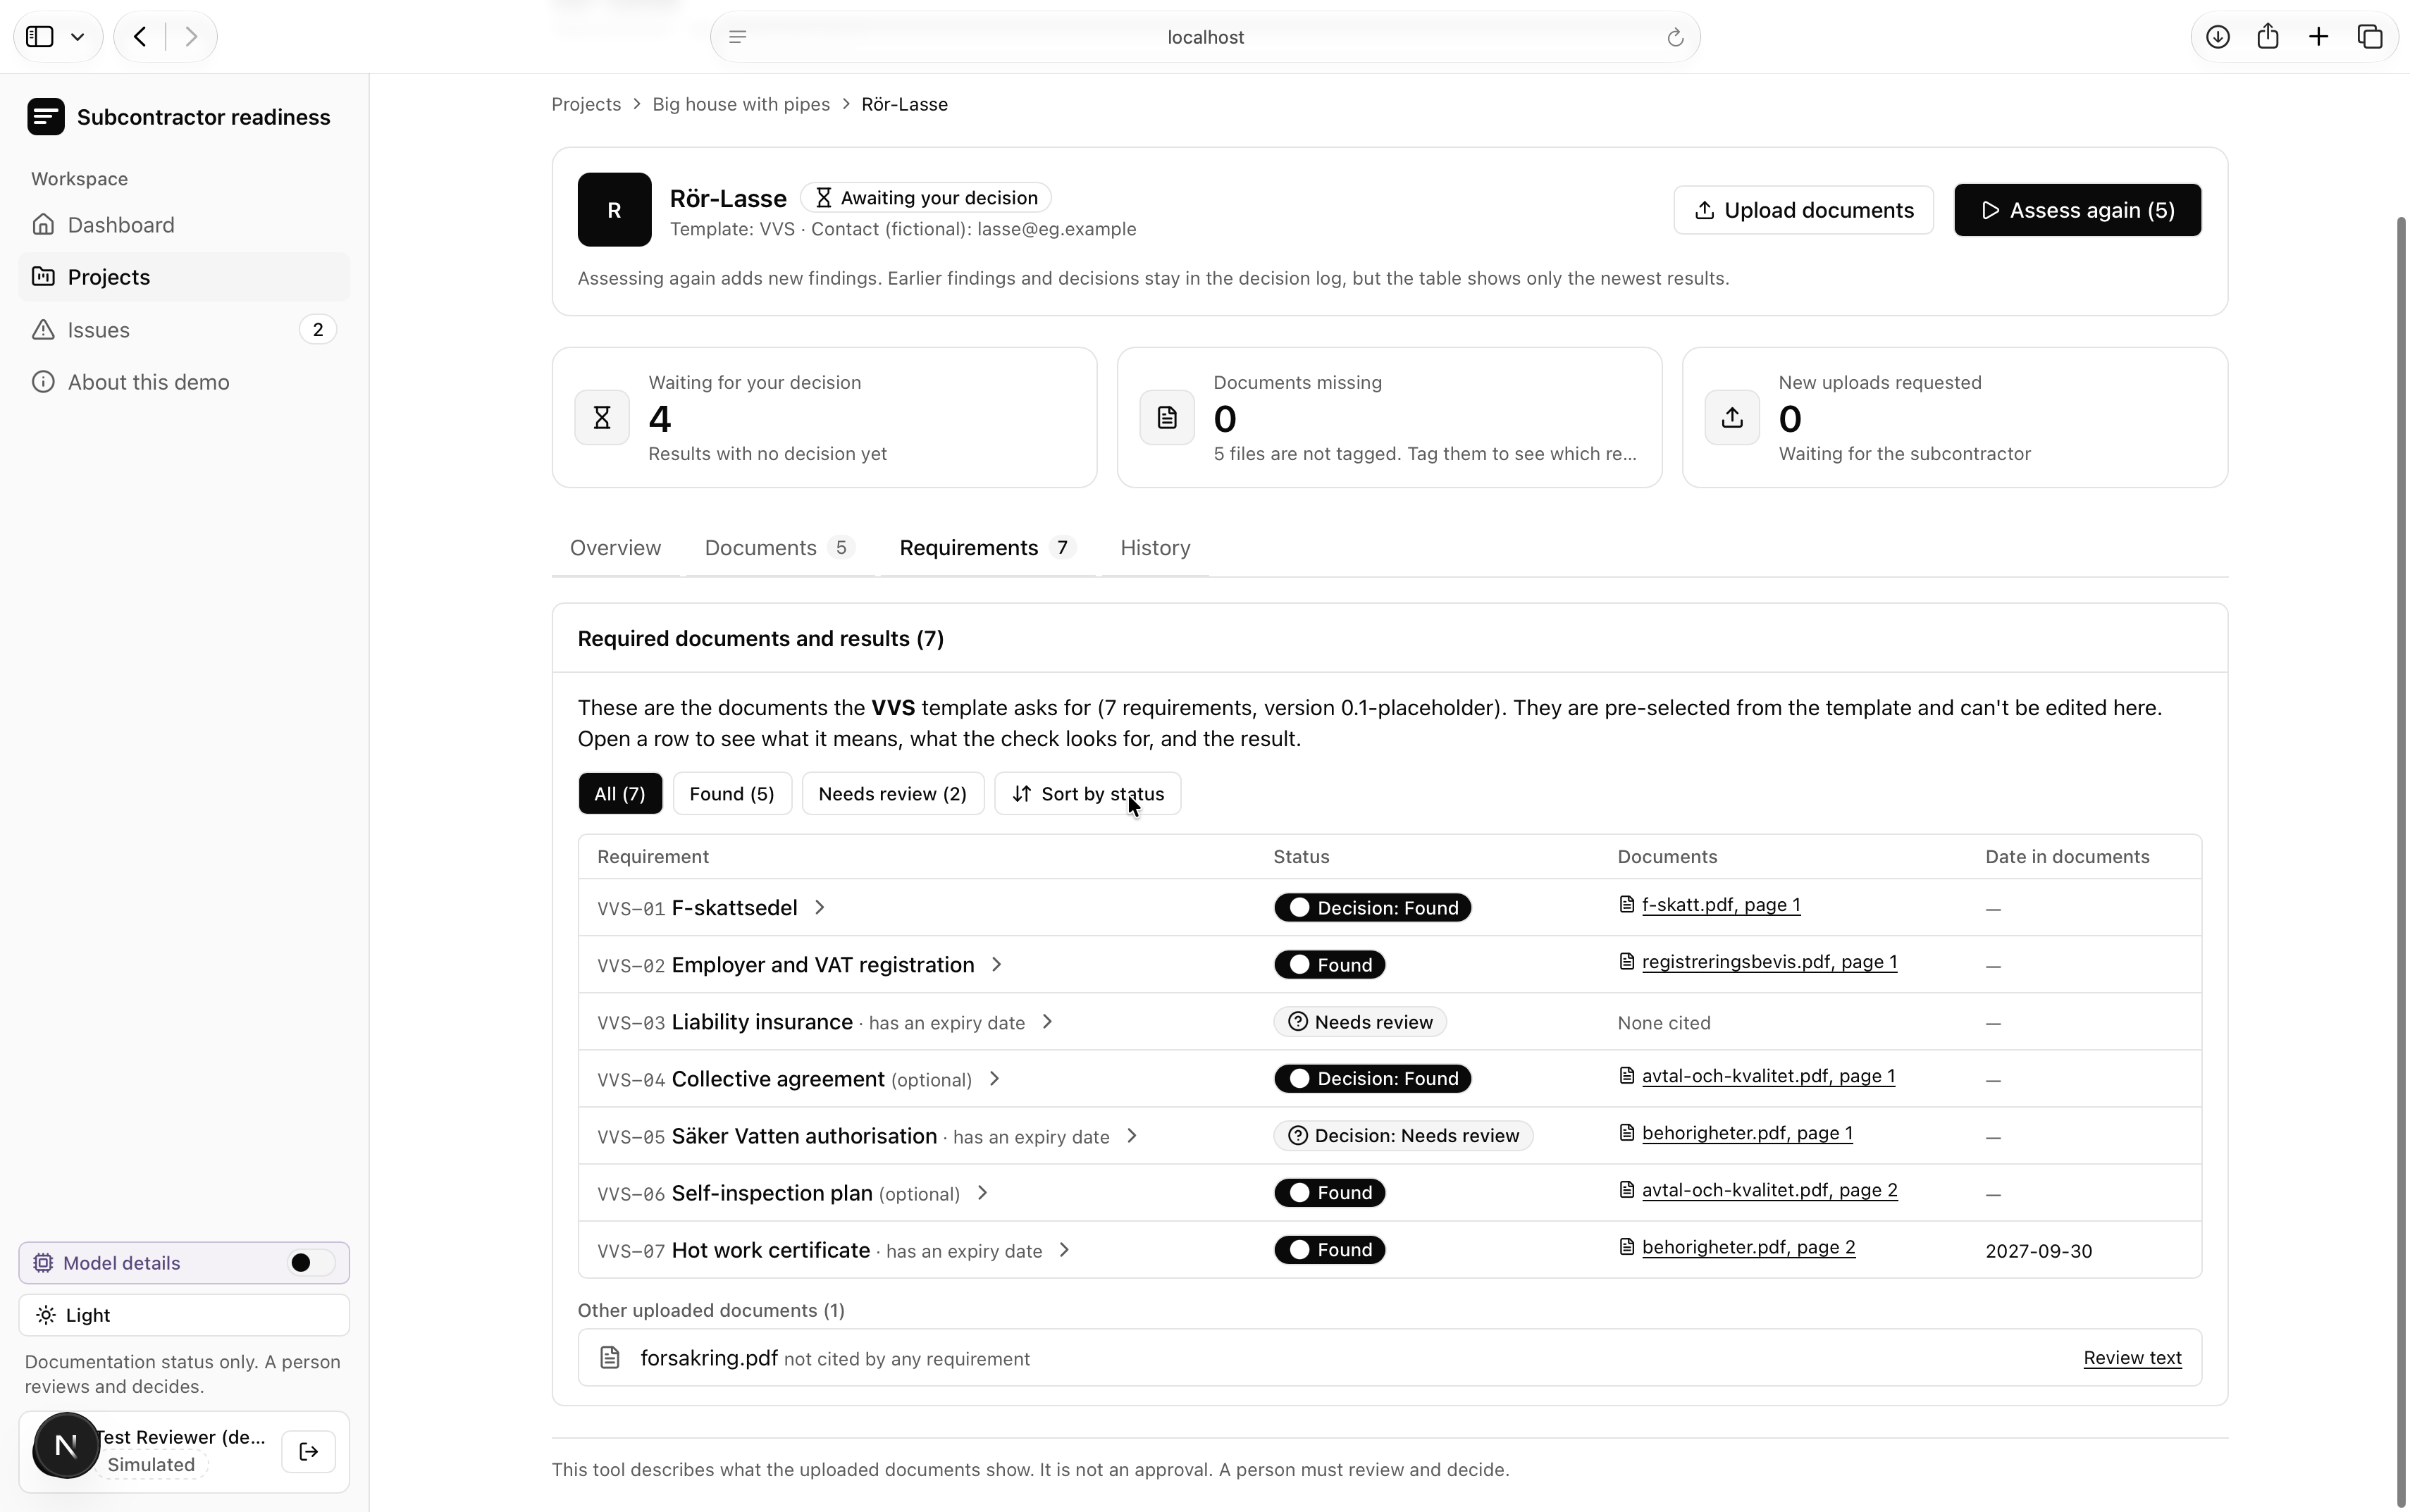 localhost
Subcontractor readiness
Workspace
Dashboard
Projects
Issues 2
About this demo
Projects > Big house with pipes > Rör-Lasse
R
Rör-Lasse Awaiting your decision
Template: VVS · Contact (fictional): lasse@eg.example
Upload documents
Assess again (5)
Assessing again adds new findings. Earlier findings and decisions stay in the decision log, but the table shows only the newest results.
Waiting for your decision
4
Results with no decision yet
Documents missing
0
5 files are not tagged. Tag them to see which re...
New uploads requested
0
Waiting for the subcontractor
Overview Documents 5 Requirements 7 History
Required documents and results (7)
These are the documents the VVS template asks for (7 requirements, version 0.1-placeholder). They are pre-selected from the template and can't be edited here.
Open a row to see what it means, what the check looks for, and the result.
All (7) Found (5) Needs review (2) Sort by status
Requirement Status Documents Date in documents
VVS-01 F-skattsedel Decision: Found f-skatt.pdf, page 1 —
VVS-02 Employer and VAT registration Found registreringsbevis.pdf, page 1 —
VVS-03 Liability insurance · has an expiry date Needs review None cited —
VVS-04 Collective agreement (optional) Decision: Found avtal-och-kvalitet.pdf, page 1 —
VVS-05 Säker Vatten authorisation · has an expiry date Decision: Needs review behorigheter.pdf, page 1 —
VVS-06 Self-inspection plan (optional) Found avtal-och-kvalitet.pdf, page 2 —
VVS-07 Hot work certificate · has an expiry date Found behorigheter.pdf, page 2 2027-09-30
Other uploaded documents (1)
forsakring.pdf not cited by any requirement Review text
This tool describes what the uploaded documents show. It is not an approval. A person must review and decide.
Model details
Light
Documentation status only. A person
reviews and decides.
N
Test Reviewer (de...
Simulated